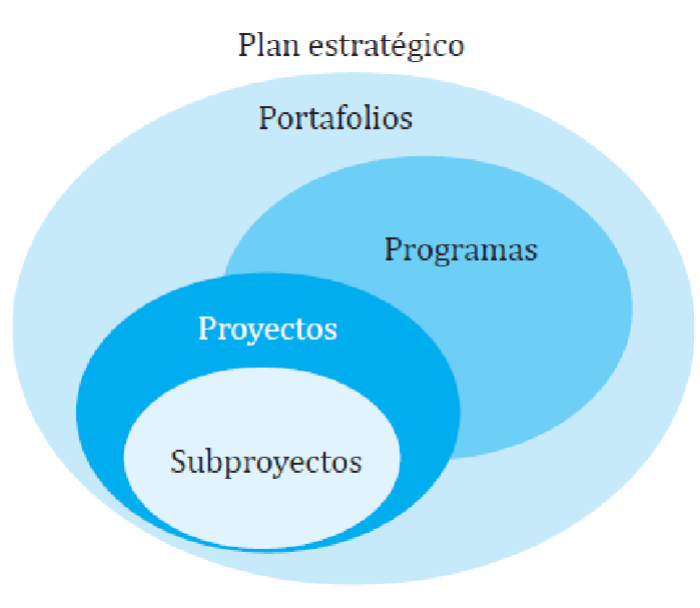 Plan estratégico
Portafolios
Programas
Proyectos
Subproyectos